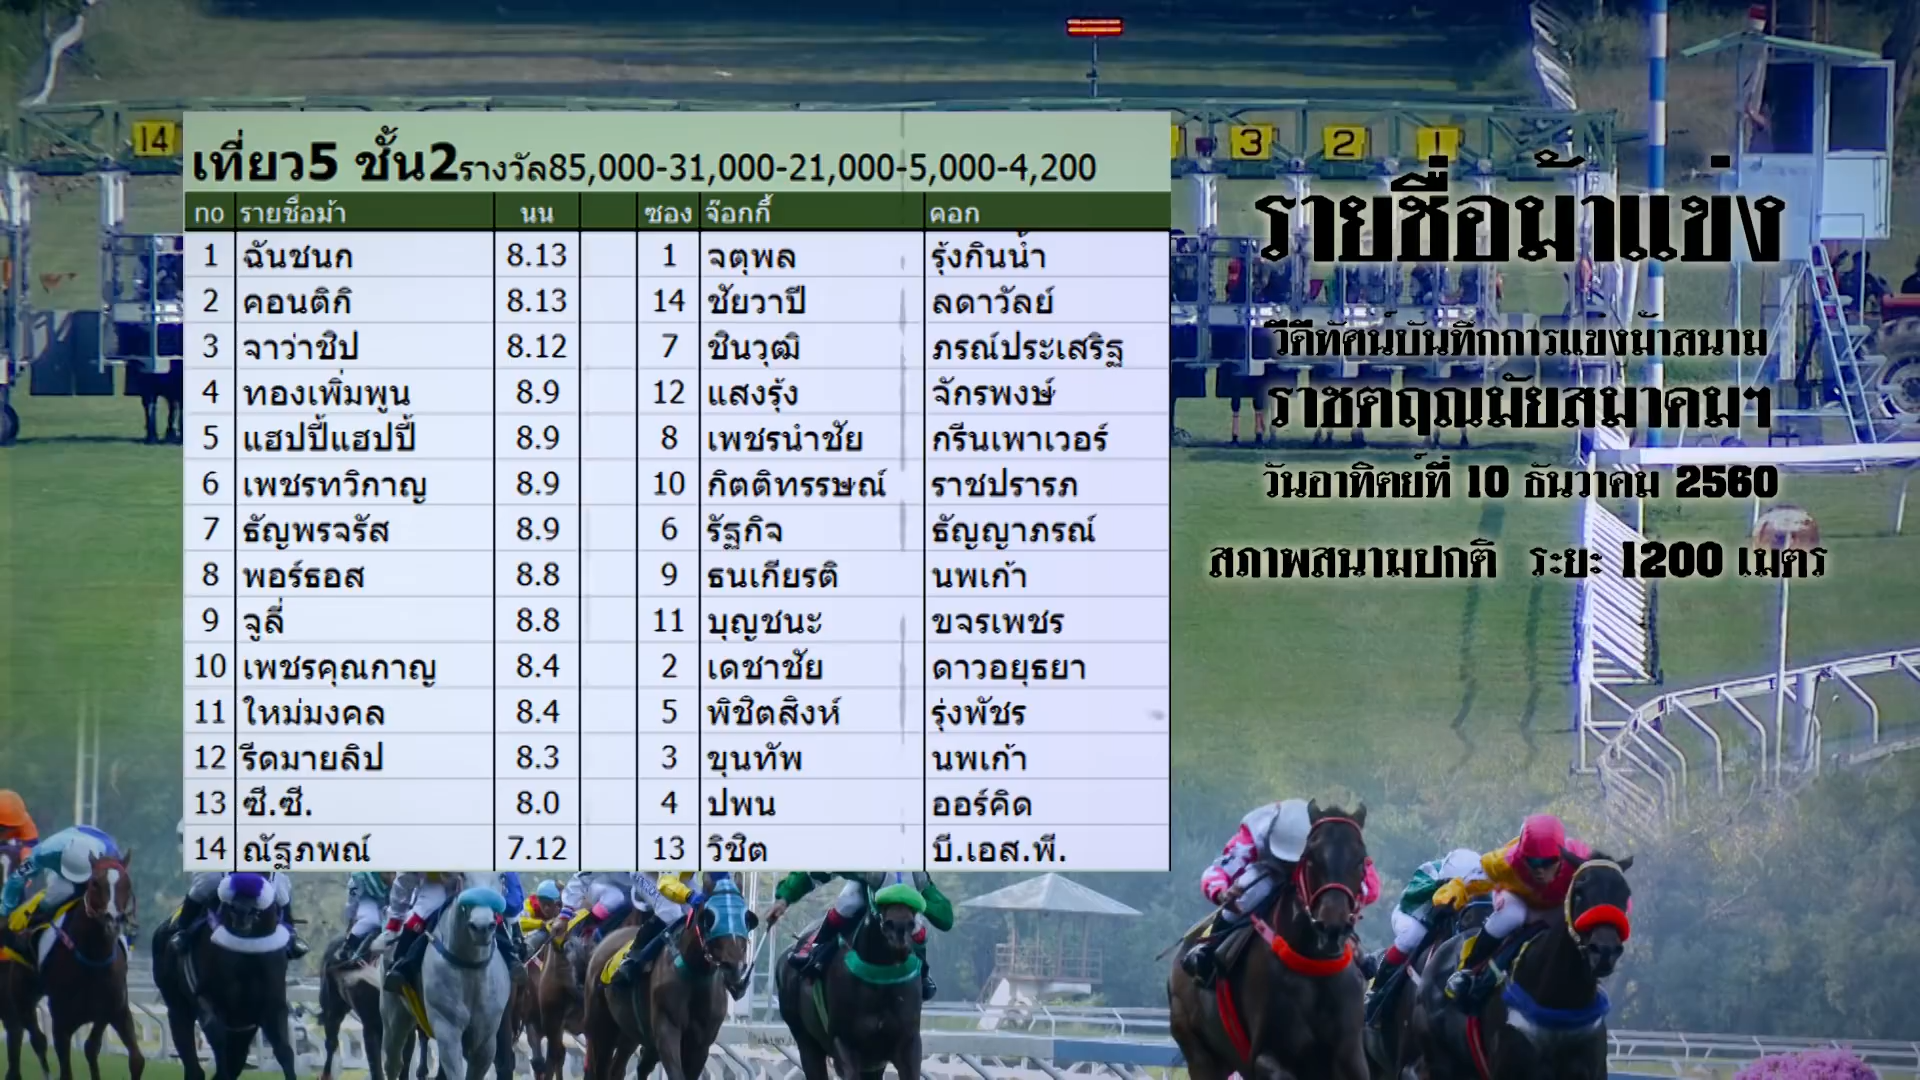 14
3
2
1
เที่ยว5 ชั้น2รางวัล85,000-31,000-21,000-5,000-4,200
no รายชื่อม้า นน ซอง จ๊อกกี้ คอก
1 ฉันชนก 8.13 1 จตุพล รุ้งกินน้ำ
2 คอนติกิ 8.13 14 ชัยวาปี ลดาวัลย์
3 จาว่าชิป 8.12 7 ชินวุฒิ ภรณ์ประเสริฐ
4 ทองเพิ่มพูน 8.9 12 แสงรุ้ง จักรพงษ์
5 แฮปปี้แฮปปี้ 8.9 8 เพชรนำชัย กรีนเพาเวอร์
6 เพชรทวิกาญ 8.9 10 กิตติทรรษณ์ ราชปรารภ
7 ธัญพรจรัส 8.9 6 รัฐกิจ ธัญญาภรณ์
8 พอร์ธอส 8.8 9 ธนเกียรติ นพเก้า
9 จูลี่ 8.8 11 บุญชนะ ขจรเพชร
10 เพชรคุณกาญ 8.4 2 เดชาชัย ดาวอยุธยา
11 ใหม่มงคล 8.4 5 พิชิตสิงห์ รุ่งพัชร
12 รีดมายลิป 8.3 3 ขุนทัพ นพเก้า
13 ซี.ซี. 8.0 4 ปพน ออร์คิด
14 ณัฐภพณ์ 7.12 13 วิชิต บี.เอส.พี.
รายชื่อม้าแข่ง
วีดีทัศน์บันทึกการแข่งม้าสนาม
ราชตฤณมัยสมาคมฯ
วันอาทิตย์ที่ 10 ธันวาคม 2560
สภาพสนามปกติ ระยะ 1200 เมตร